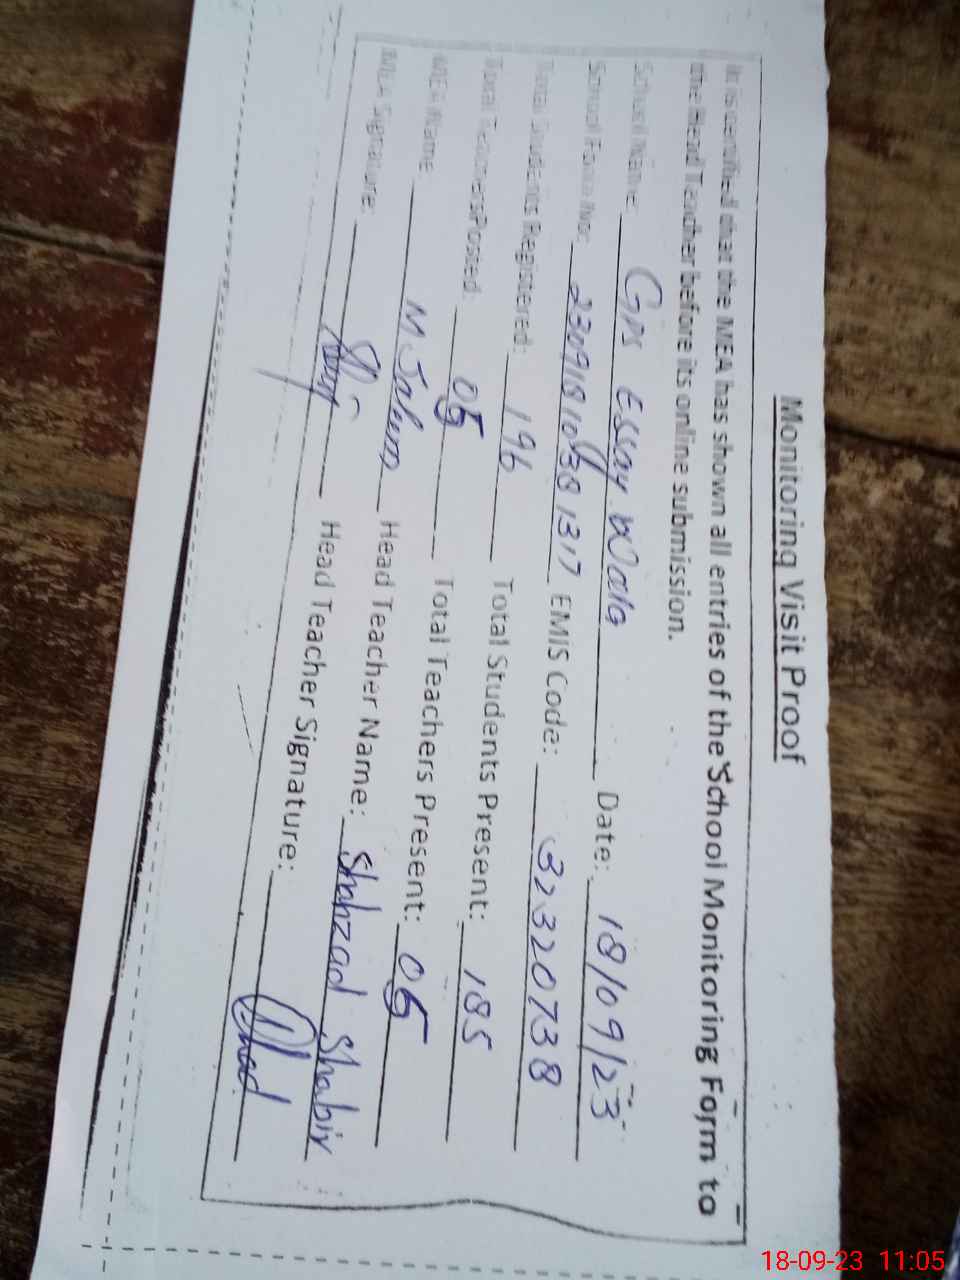 Monitoring Visit Proof
It is certified that the MEA has shown all entries of the School Monitoring Form to
the Head Teacher before its online submission.
School Name: GPS Essay Wala Date: 18/09/23
School Form No: EMIS Code: 32320738
Total Students Registered: 196 Total Students Present: 185
Total Teachers Posted: 05 Total Teachers Present: 05
MEA Name: Head Teacher Name: Shahzad Shabir
MEA Signature: Head Teacher Signature:
18-09-23 11:05